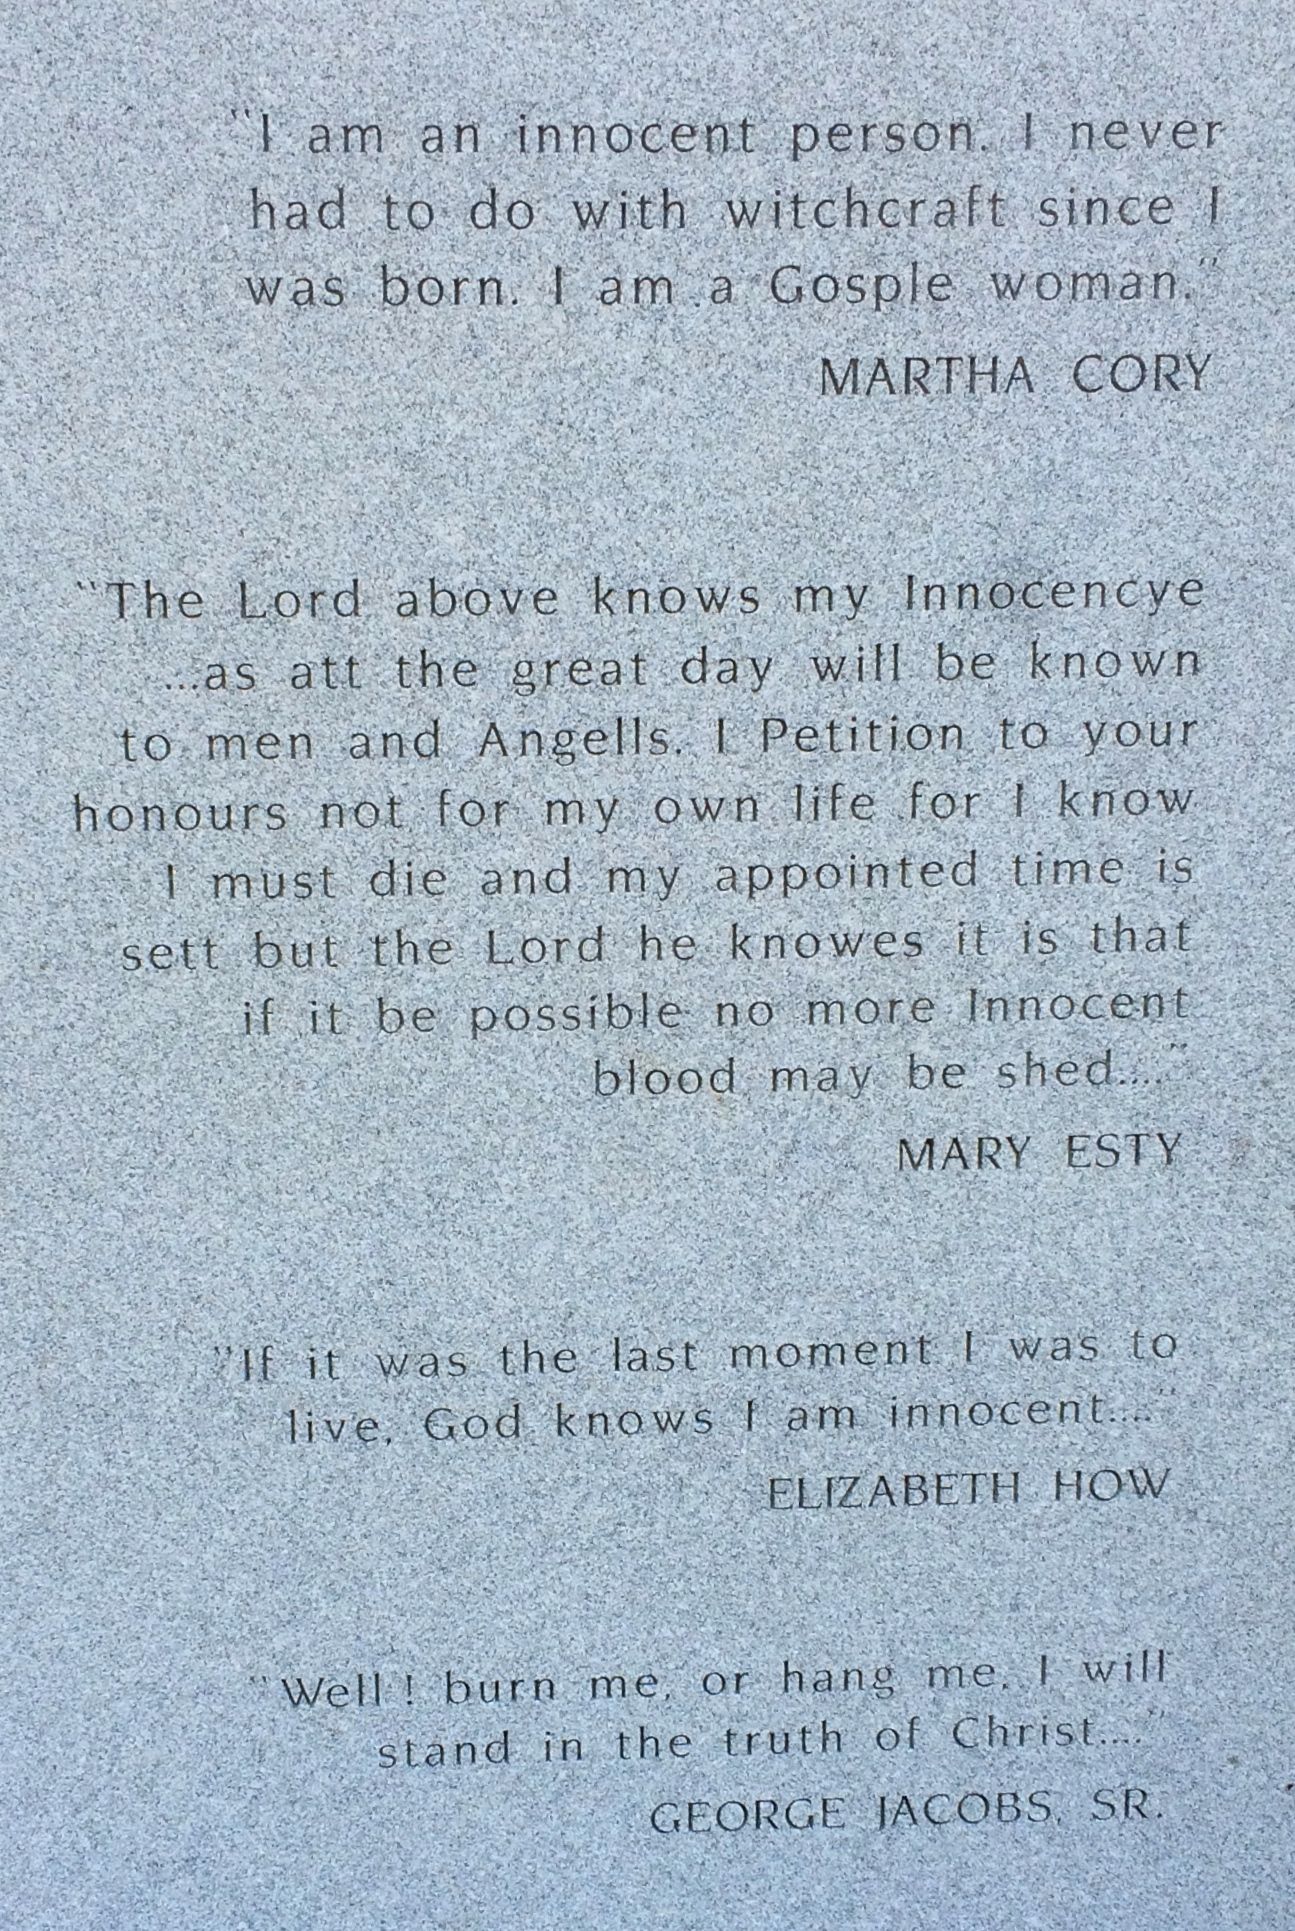 "I am an innocent person. I never
had to do with witchcraft since I
was born. I am a Gosple woman."
MARTHA CORY
"The Lord above knows my Innocencye
...as att the great day will be known
to men and Angells. I Petition to your
honours not for my own life for I know
I must die and my appointed time is
sett but the Lord he knowes it is that
if it be possible no more Innocent
blood may be shed...."
MARY ESTY
"If it was the last moment I was to
live, God knows I am innocent...."
ELIZABETH HOW
"Well! burn me, or hang me, I will
stand in the truth of Christ...."
GEORGE JACOBS, SR.